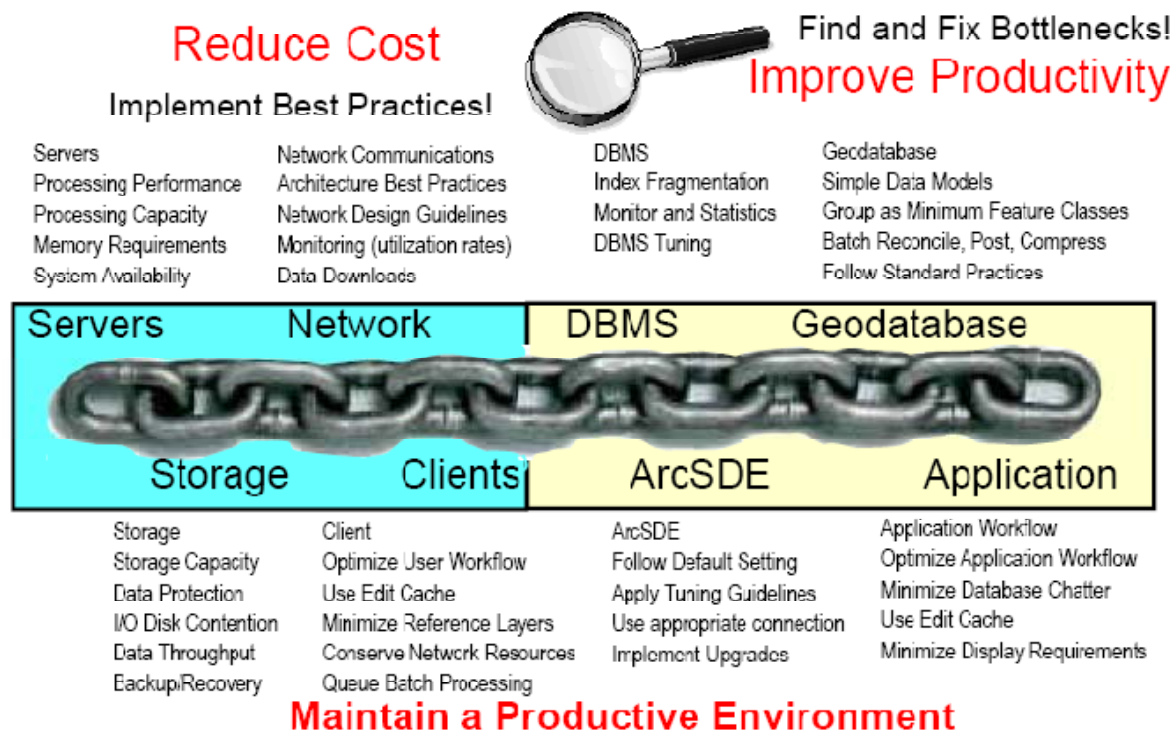 Reduce Cost
Find and Fix Bottlenecks!
Improve Productivity
Implement Best Practices!
Servers
Processing Performance
Processing Capacity
Memory Requirements
System Availability
Network Communications
Architecture Best Practices
Network Design Guidelines
Monitoring (utilization rates)
Data Downloads
DBMS
Index Fragmentation
Monitor and Statistics
DBMS Tuning
Geodatabase
Simple Data Models
Group as Minimum Feature Classes
Batch Reconcile, Post, Compress
Follow Standard Practices
Servers
Network
DBMS
Geodatabase
Storage
Clients
ArcSDE
Application
Storage
Storage Capacity
Data Protection
I/O Disk Contention
Data Throughput
Backup/Recovery
Client
Optimize User Workflow
Use Edit Cache
Minimize Reference Layers
Conserve Network Resources
Queue Batch Processing
ArcSDE
Follow Default Setting
Apply Tuning Guidelines
Use appropriate connection
Implement Upgrades
Application Workflow
Optimize Application Workflow
Minimize Database Chatter
Use Edit Cache
Minimize Display Requirements
Maintain a Productive Environment